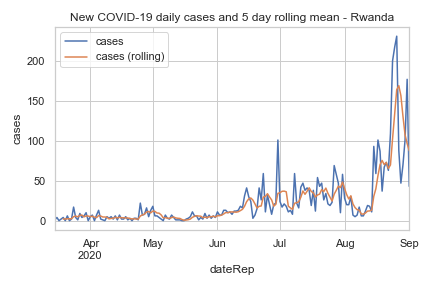 New COVID-19 daily cases and 5 day rolling mean - Rwanda
cases
cases (rolling)
200
150
100
50
0
cases
Apr
2020
May
Jun
Jul
Aug
Sep
dateRep